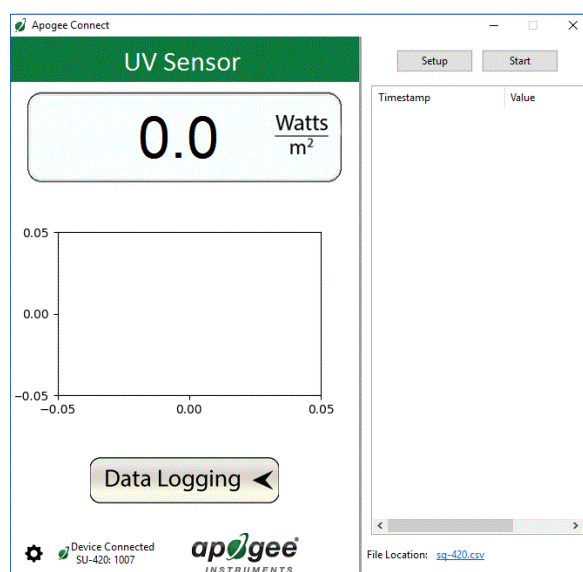 Apogee Connect
UV Sensor
0.0
Watts
m²
0.05
0.00
−0.05
−0.05 0.00 0.05
Data Logging
Device Connected
SU-420: 1007
apogee
INSTRUMENTS
Setup Start
Timestamp Value
File Location: sq-420.csv